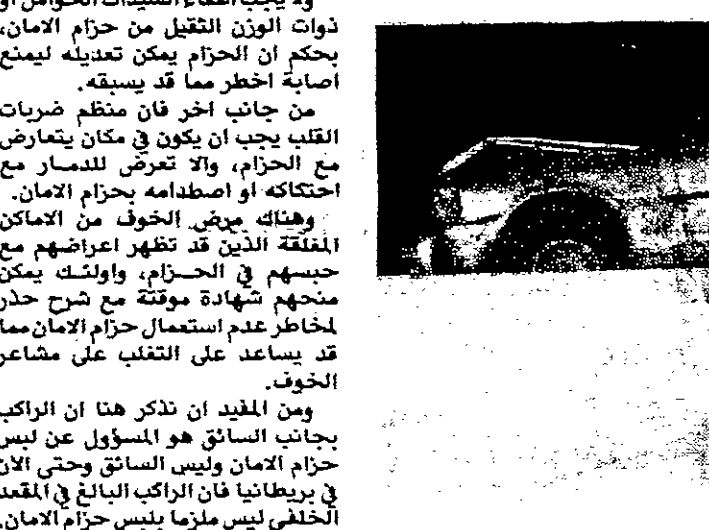 ولا يجب اعفاء السيدات الحوامل او
ذوات الوزن الثقيل من حزام الامان،
بحكم ان الحزام يمكن تعديله ليمنع
اصابة اخطر مما قد يسبقه.
من جانب اخر فان منظم ضربات
القلب يجب ان يكون في مكان يتعارض
مع الحزام، والا تعرض للدمار مع
احتكاكه او اصطدامه بحزام الامان.
وهناك مرض الخوف من الاماكن
المغلقة الذين قد تظهر اعراضهم مع
حبسهم في الحزام، واولئك يمكن
منحهم شهادة موقتة مع شرح حذر
لمخاطر عدم استعمال حزام الامان مما
قد يساعد على التغلب على مشاعر
الخوف.
ومن المفيد ان نذكر هنا ان الراكب
بجانب السائق هو المسؤول عن لبس
حزام الامان وليس السائق وحتى الان
في بريطانيا فان الراكب البالغ في المقعد
الخلفي ليس ملزما بلبس حزام الامان.